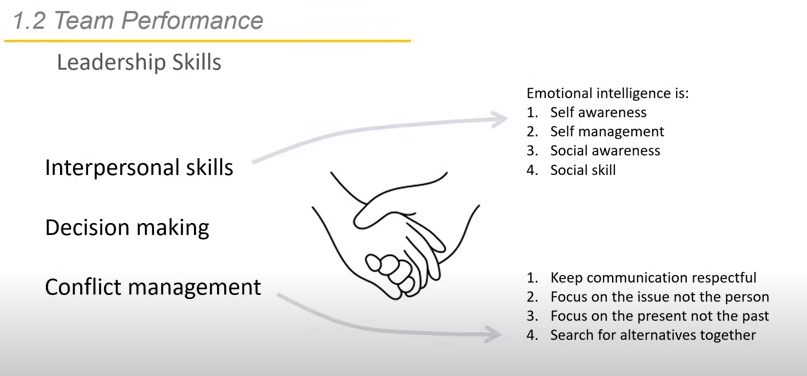 1.2 Team Performance
Leadership Skills
Interpersonal skills
Decision making
Conflict management
Emotional intelligence is:
1. Self awareness
2. Self management
3. Social awareness
4. Social skill
1. Keep communication respectful
2. Focus on the issue not the person
3. Focus on the present not the past
4. Search for alternatives together